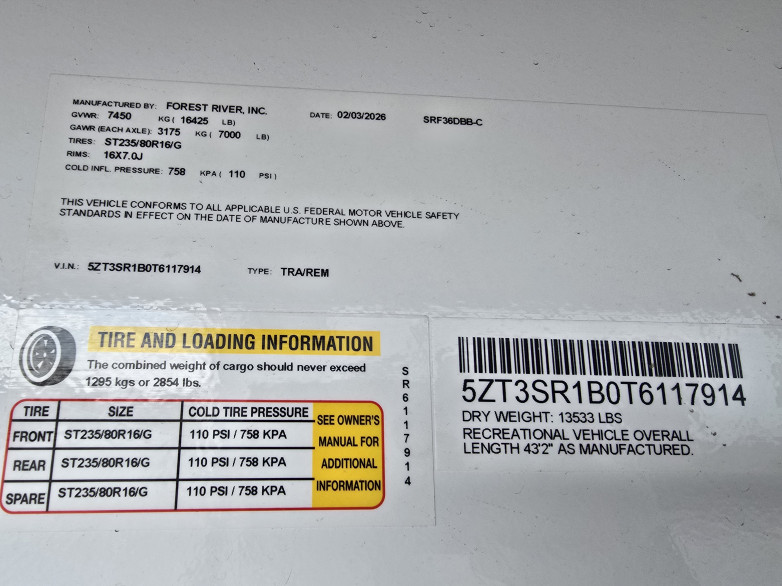 MANUFACTURED BY: FOREST RIVER, INC. DATE: 02/03/2026 SRF36DBB-C
GVWR: 7450 KG ( 16425 LB)
GAWR (EACH AXLE): 3175 KG ( 7000 LB)
TIRES: ST235/80R16/G
RIMS: 16X7.0J
COLD INFL. PRESSURE: 758 KPA ( 110 PSI )
THIS VEHICLE CONFORMS TO ALL APPLICABLE U.S. FEDERAL MOTOR VEHICLE SAFETY
STANDARDS IN EFFECT ON THE DATE OF MANUFACTURE SHOWN ABOVE.
V.I.N.: 5ZT3SR1B0T6117914 TYPE: TRA/REM
TIRE AND LOADING INFORMATION
The combined weight of cargo should never exceed
1295 kgs or 2854 lbs.
TIRE SIZE COLD TIRE PRESSURE
FRONT ST235/80R16/G 110 PSI / 758 KPA
REAR ST235/80R16/G 110 PSI / 758 KPA
SPARE ST235/80R16/G 110 PSI / 758 KPA
SEE OWNER'S
MANUAL FOR
ADDITIONAL
INFORMATION
SR6117914
5ZT3SR1B0T6117914
DRY WEIGHT: 13533 LBS
RECREATIONAL VEHICLE OVERALL
LENGTH 43'2" AS MANUFACTURED.